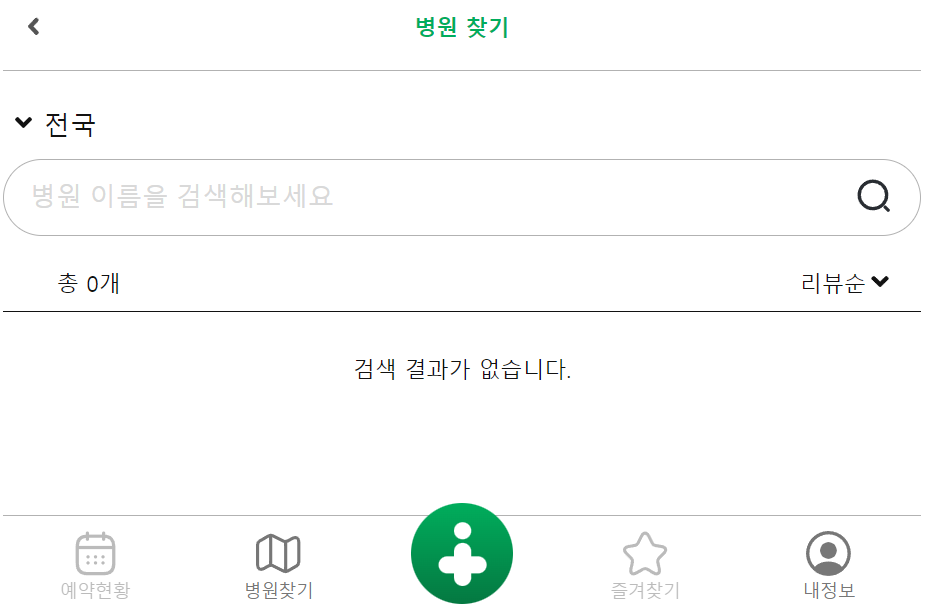 병원 찾기
전국
병원 이름을 검색해보세요
총 0개
리뷰순
검색 결과가 없습니다.
예약현황
병원찾기
즐겨찾기
내정보